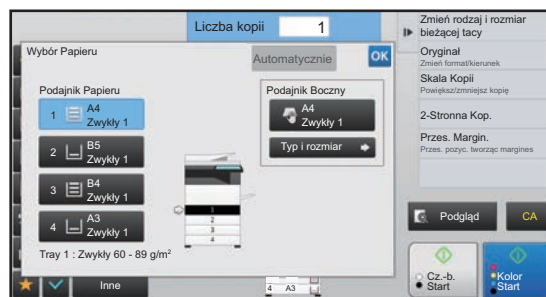 Liczba kopii 1
Wybór Papieru
Automatycznie
OK
Podajnik Papieru
1 A4
Zwykły 1
2 B5
Zwykły 1
3 B4
Zwykły 1
4 A3
Zwykły 1
Tray 1 : Zwykły 60 - 89 g/m²
1
2
3
4
Podajnik Boczny
A4
Zwykły 1
Typ i rozmiar
Inne
4 A3
Zmień rodzaj i rozmiar
bieżącej tacy
Oryginał
Zmień format/kierunek
Skala Kopii
Powiększ/zmniejsz kopię
2-Stronna Kop.
Przes. Margin.
Przes. pozyc. tworząc margines
Podgląd
CA
Cz.-b.
Start
Kolor
Start